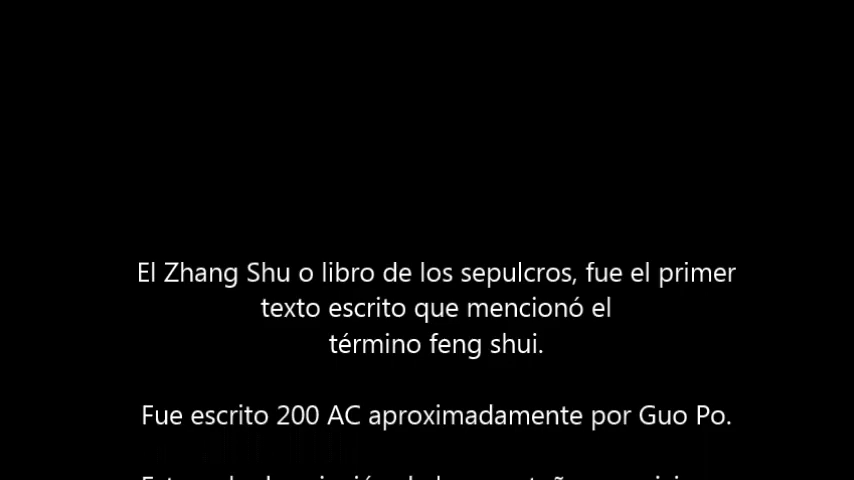 El Zhang Shu o libro de los sepulcros, fue el primer
texto escrito que mencionó el
término feng shui.
Fue escrito 200 AC aproximadamente por Guo Po.